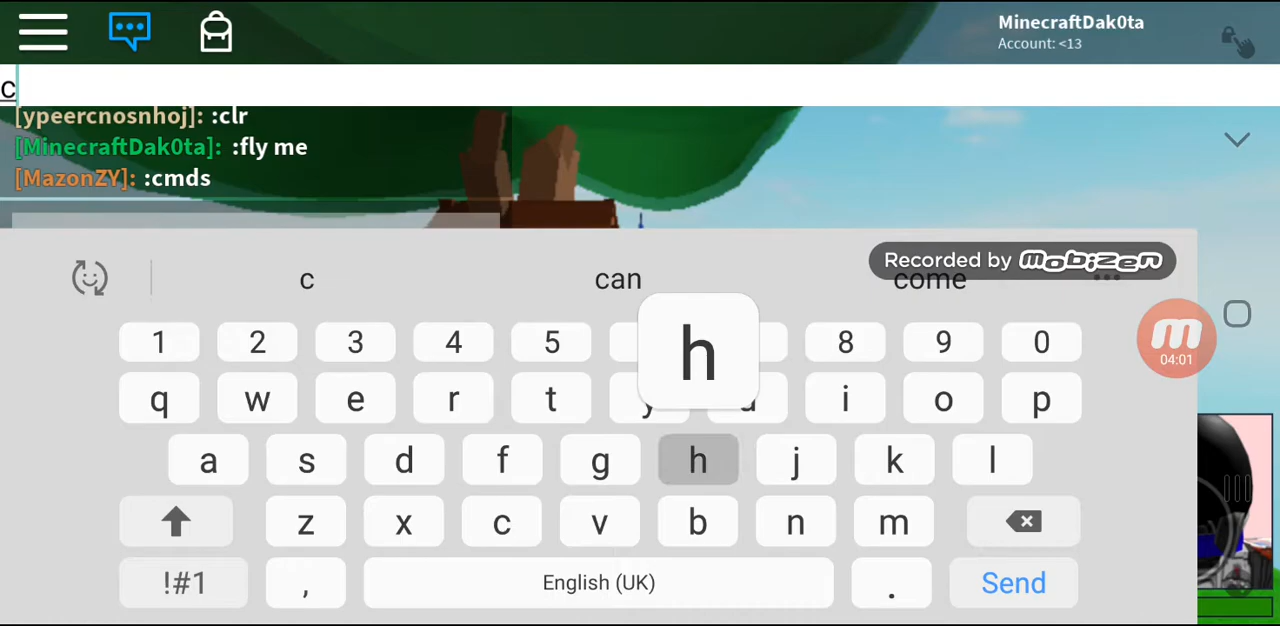 MinecraftDak0ta
Account: <13
c
[ypeercnosnhoj]: :clr
[MinecraftDak0ta]: :fly me
[MazonZY]: :cmds
Recorded by mobizen
c can come
h
1 2 3 4 5 8 9 0
q w e r t y u i o p
04:01
a s d f g h j k l
z x c v b n m
!#1 , English (UK) . Send